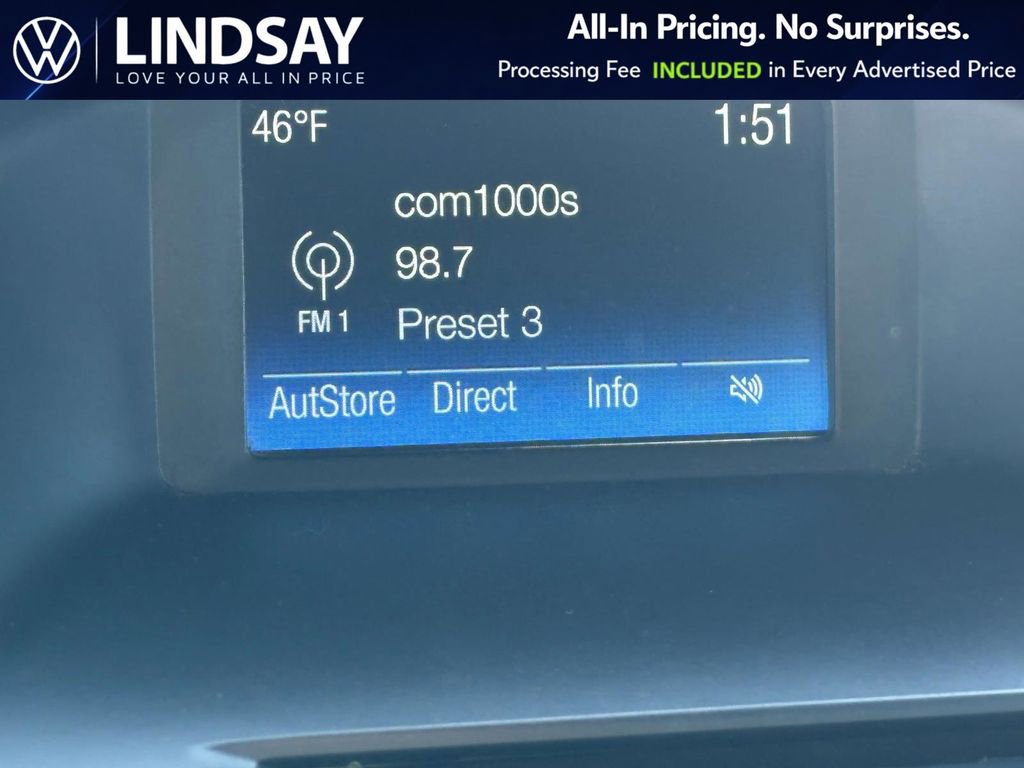 LINDSAY
LOVE YOUR ALL IN PRICE
All-In Pricing. No Surprises.
Processing Fee INCLUDED in Every Advertised Price
46°F 1:51
com1000s
98.7
FM 1 Preset 3
AutStore Direct Info